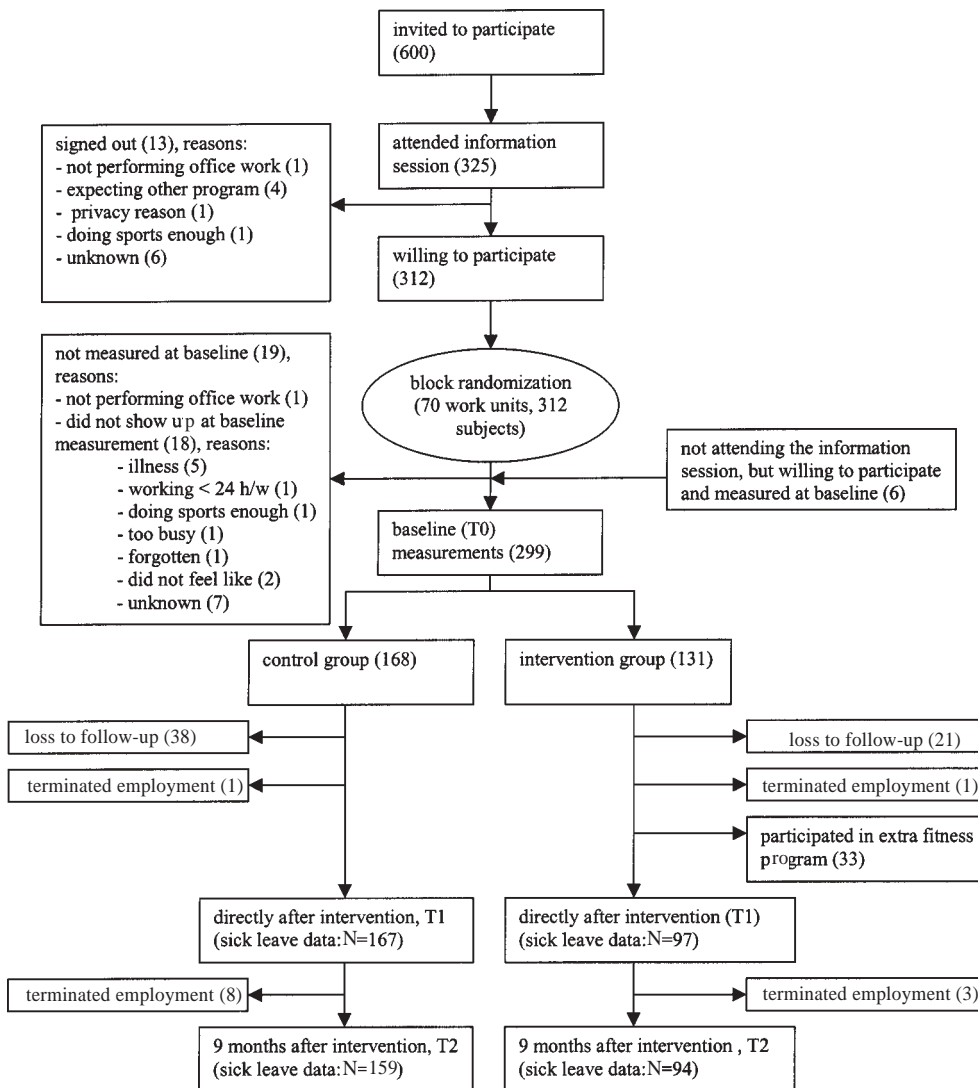 invited to participate
(600)
attended information
session (325)
signed out (13), reasons:
- not performing office work (1)
- expecting other program (4)
- privacy reason (1)
- doing sports enough (1)
- unknown (6)
willing to participate
(312)
block randomization
(70 work units, 312
subjects)
not measured at baseline (19),
reasons:
- not performing office work (1)
- did not show up at baseline
measurement (18), reasons:
- illness (5)
- working < 24 h/w (1)
- doing sports enough (1)
- too busy (1)
- forgotten (1)
- did not feel like (2)
- unknown (7)
not attending the information
session, but willing to participate
and measured at baseline (6)
baseline (T0)
measurements (299)
control group (168)
intervention group (131)
loss to follow-up (38)
loss to follow-up (21)
terminated employment (1)
terminated employment (1)
participated in extra fitness
program (33)
directly after intervention, T1
(sick leave data: N=167)
directly after intervention (T1)
(sick leave data: N=97)
terminated employment (8)
terminated employment (3)
9 months after intervention, T2
(sick leave data: N=159)
9 months after intervention , T2
(sick leave data: N=94)